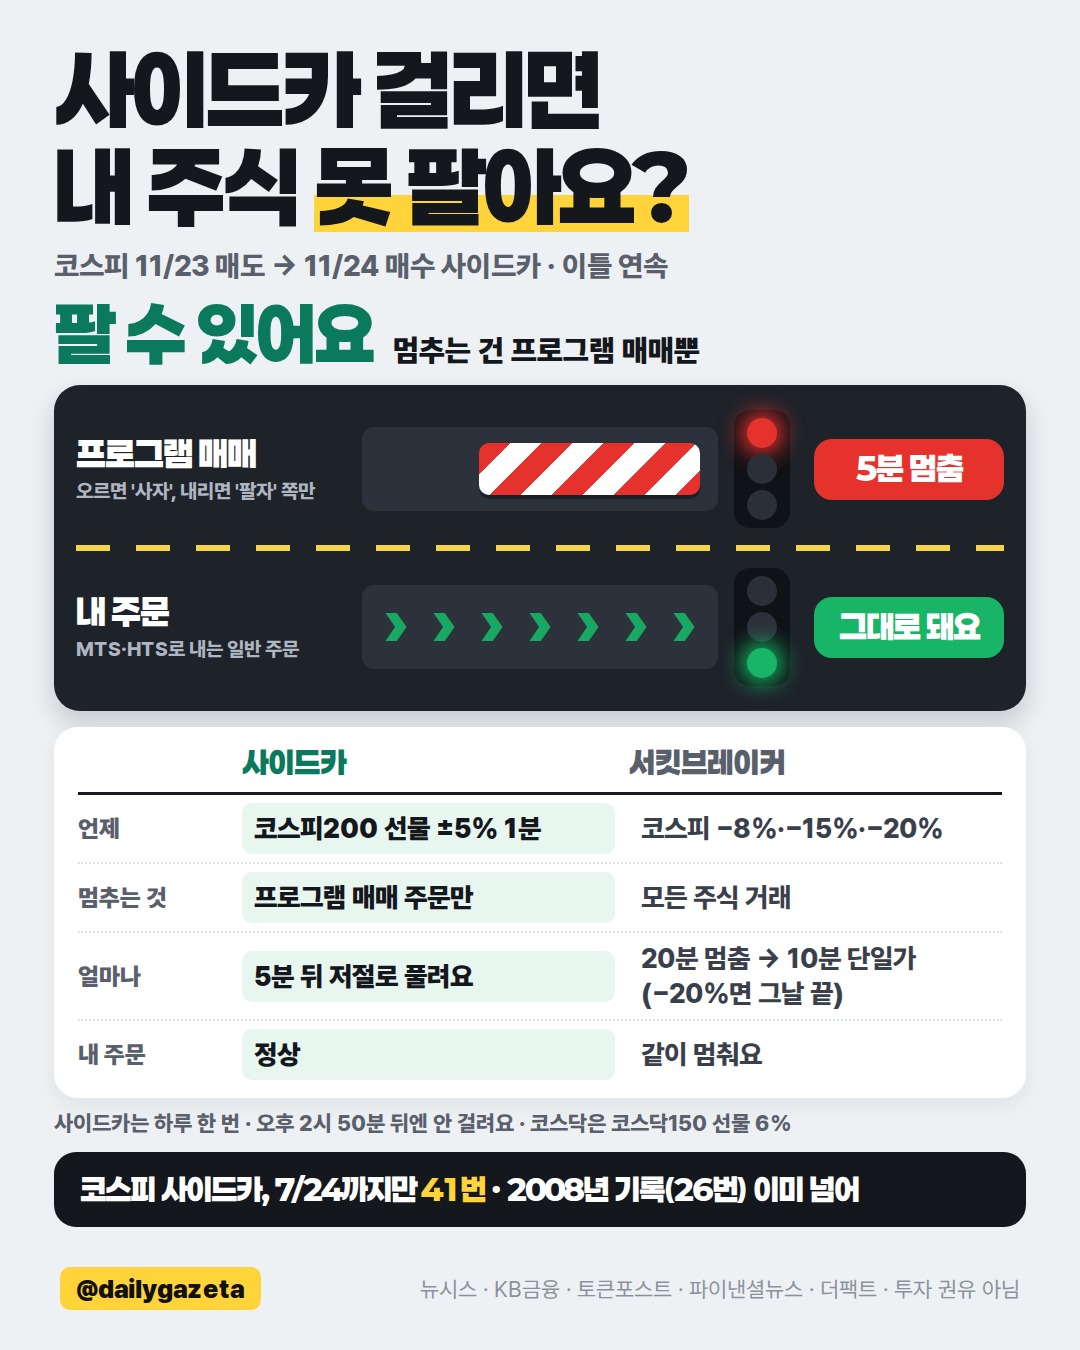 사이드카 걸리면
내 주식 못 팔아요?
코스피 11/23 매도 → 11/24 매수 사이드카 · 이틀 연속
팔 수 있어요 멈추는 건 프로그램 매매뿐
프로그램 매매
오르면 '사자', 내리면 '팔자' 쪽만
5분 멈춤
내 주문
MTS·HTS로 내는 일반 주문
그대로 돼요
사이드카 서킷브레이커
언제 코스피200 선물 ±5% 1분 코스피 −8%·−15%·−20%
멈추는 것 프로그램 매매 주문만 모든 주식 거래
얼마나 5분 뒤 저절로 풀려요 20분 멈춤 → 10분 단일가
(−20%면 그날 끝)
내 주문 정상 같이 멈춰요
사이드카는 하루 한 번 · 오후 2시 50분 뒤엔 안 걸려요 · 코스닥은 코스닥150 선물 6%
코스피 사이드카, 7/24까지만 41번 · 2008년 기록(26번) 이미 넘어
@dailygazeta
뉴시스 · KB금융 · 토큰포스트 · 파이낸셜뉴스 · 더팩트 · 투자 권유 아님